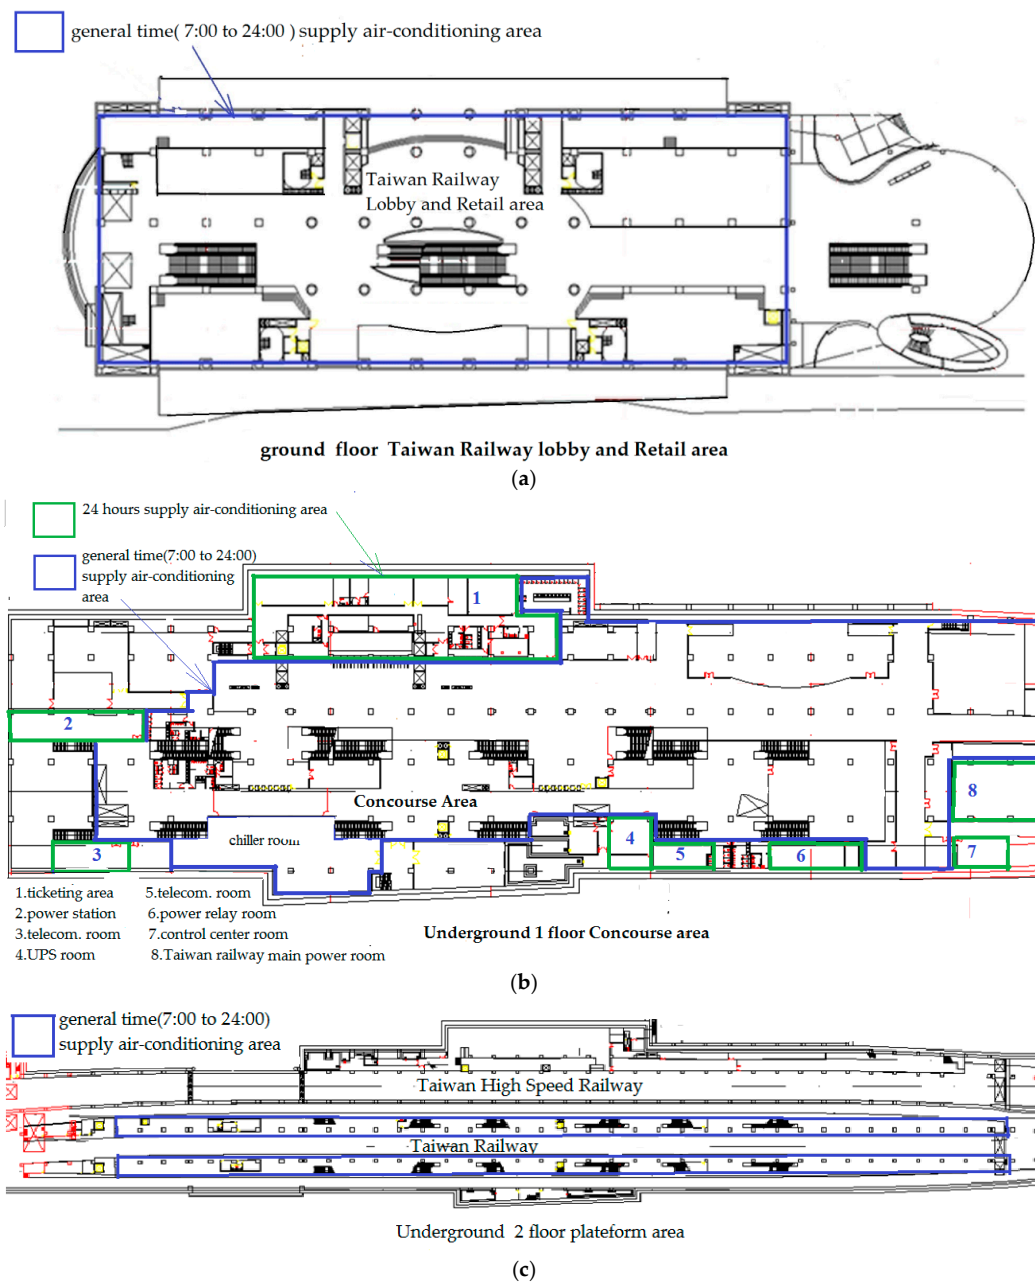 general time( 7:00 to 24:00 ) supply air-conditioning area
Taiwan Railway
Lobby and Retail area
ground floor Taiwan Railway lobby and Retail area
(a)
24 hours supply air-conditioning area
general time(7:00 to 24:00)
supply air-conditioning
area
1
2
Concourse Area
8
chiller room
3
4
5
6
7
1.ticketing area
2.power station
3.telecom. room
4.UPS room
5.telecom. room
6.power relay room
7.control center room
8.Taiwan railway main power room
Underground 1 floor Concourse area
(b)
general time(7:00 to 24:00)
supply air-conditioning area
Taiwan High Speed Railway
Taiwan Railway
Underground 2 floor plateform area
(c)